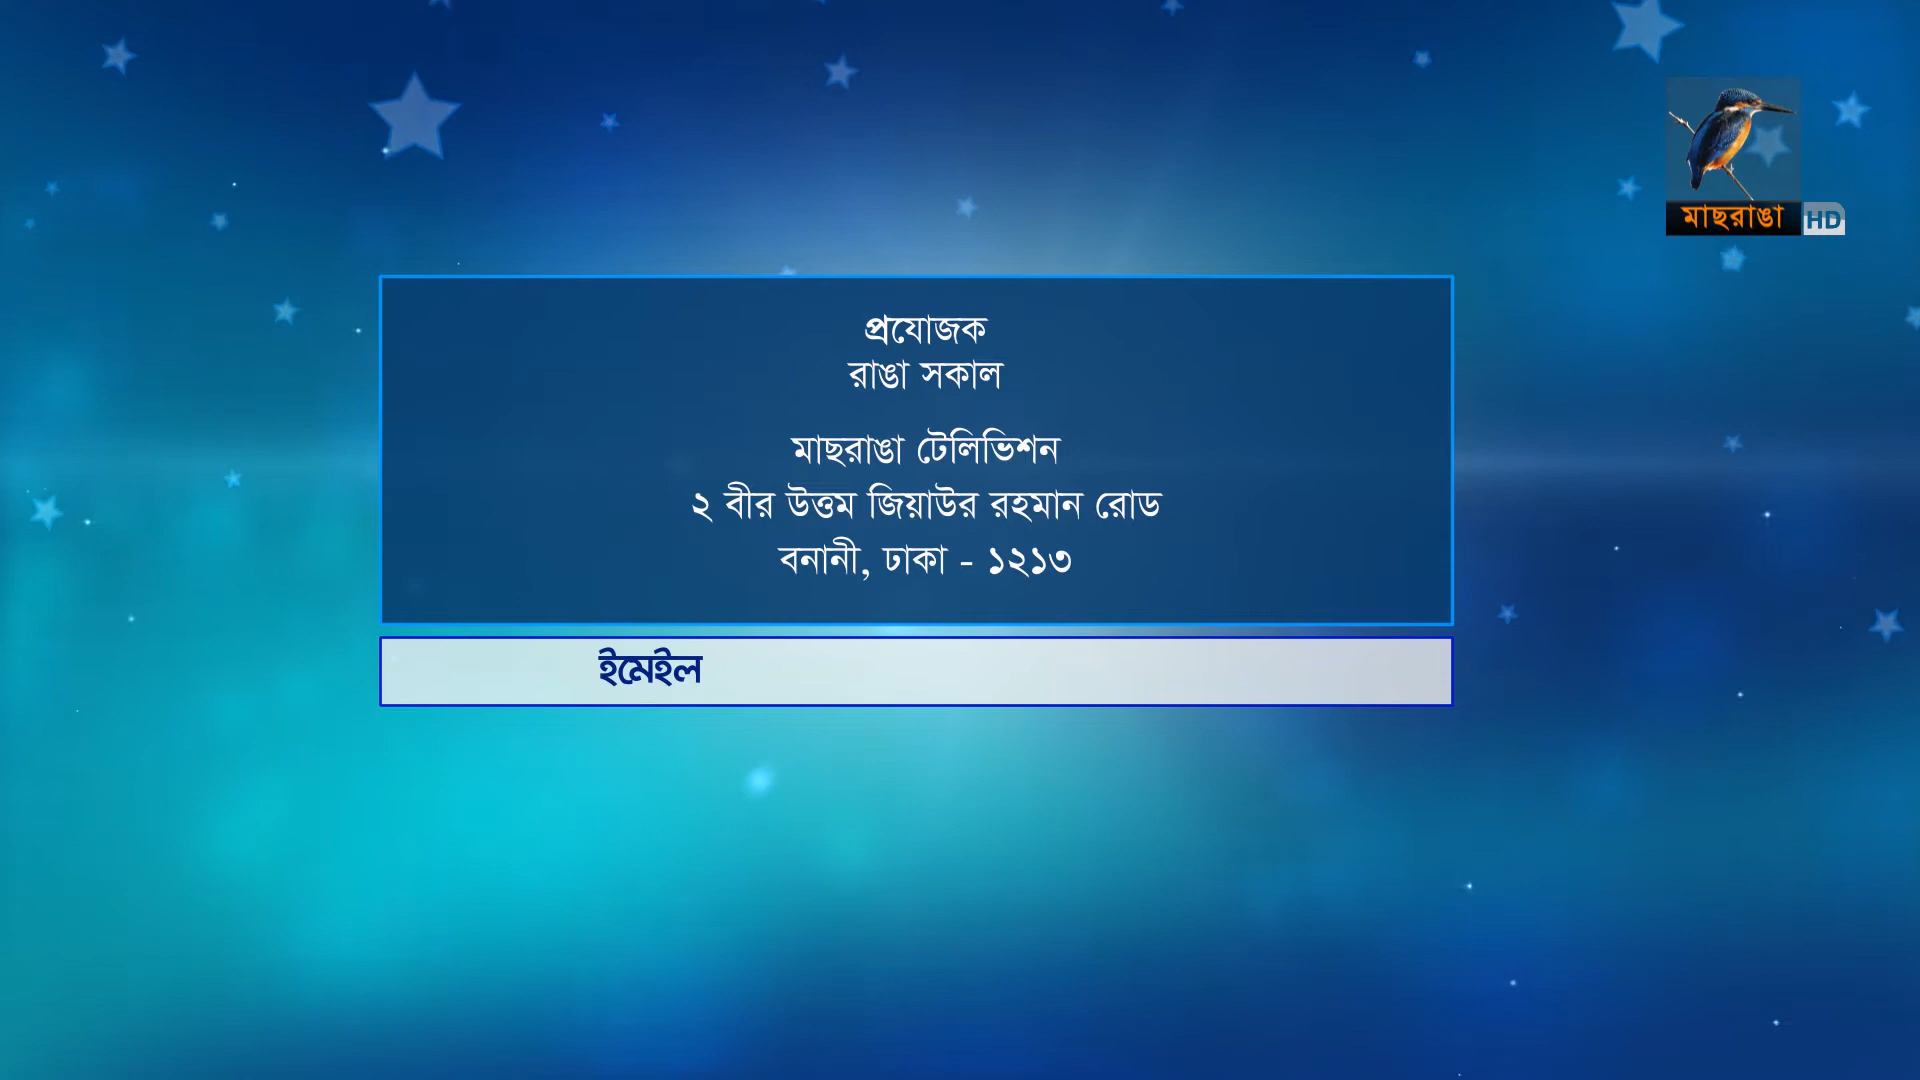 মাছরাঙা HD
প্রযোজক
রাঙা সকাল
মাছরাঙা টেলিভিশন
২ বীর উত্তম জিয়াউর রহমান রোড
বনানী, ঢাকা - ১২১৩
ইমেইল